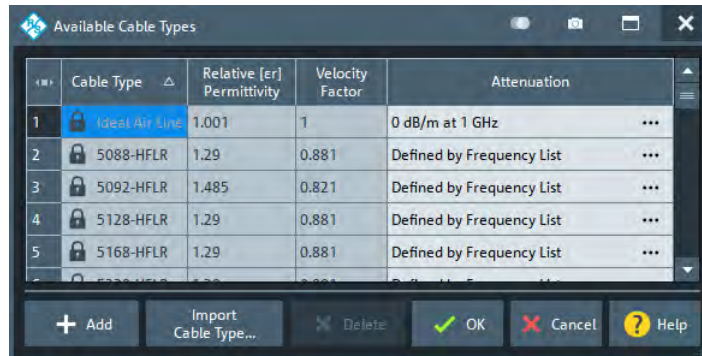 Available Cable Types
Cable Type Relative [εr] Permittivity Velocity Factor Attenuation
1 Ideal Air Line 1.001 1 0 dB/m at 1 GHz ...
2 5088-HFLR 1.29 0.881 Defined by Frequency List ...
3 5092-HFLR 1.485 0.821 Defined by Frequency List ...
4 5128-HFLR 1.29 0.881 Defined by Frequency List ...
5 5168-HFLR 1.29 0.881 Defined by Frequency List ...
Add
Import
Cable Type...
Delete
OK
Cancel
? Help